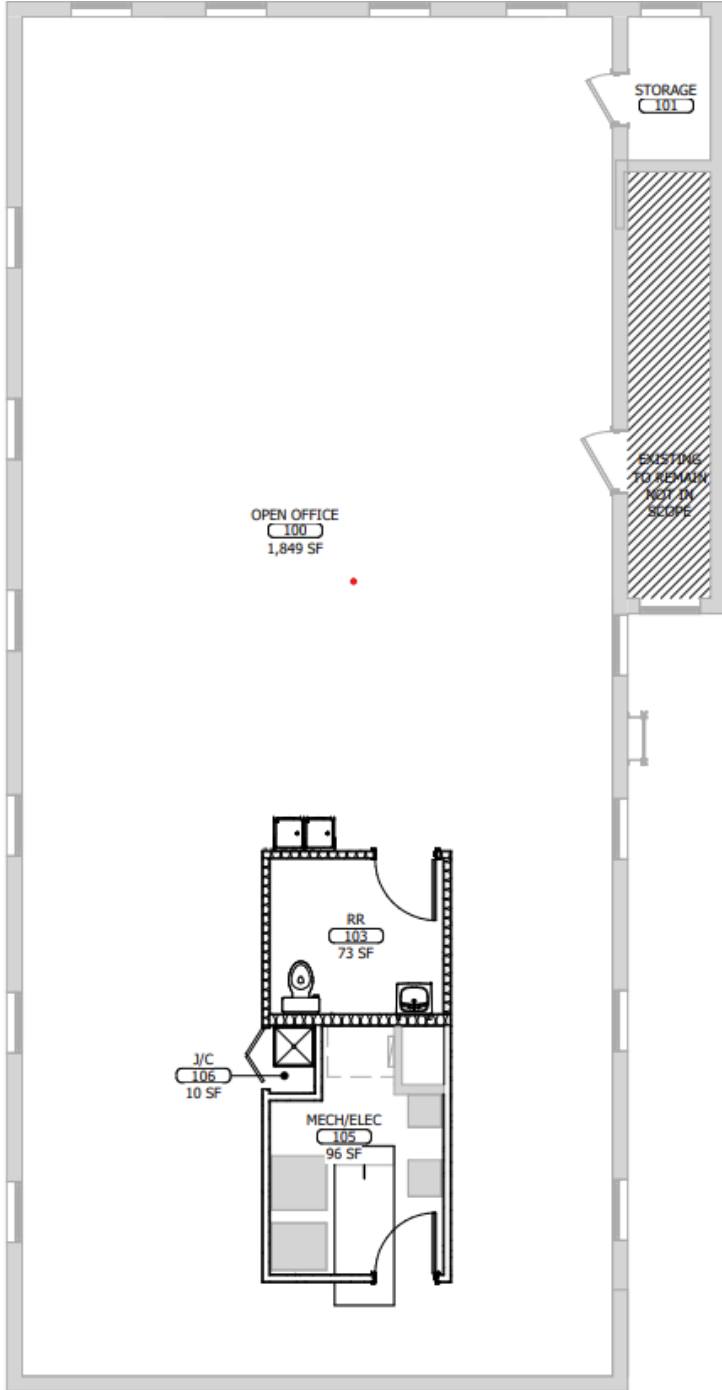 STORAGE
101
EXISTING
TO REMAIN
NOT IN
SCOPE
OPEN OFFICE
100
1,849 SF
RR
103
73 SF
J/C
106
10 SF
MECH/ELEC
105
96 SF